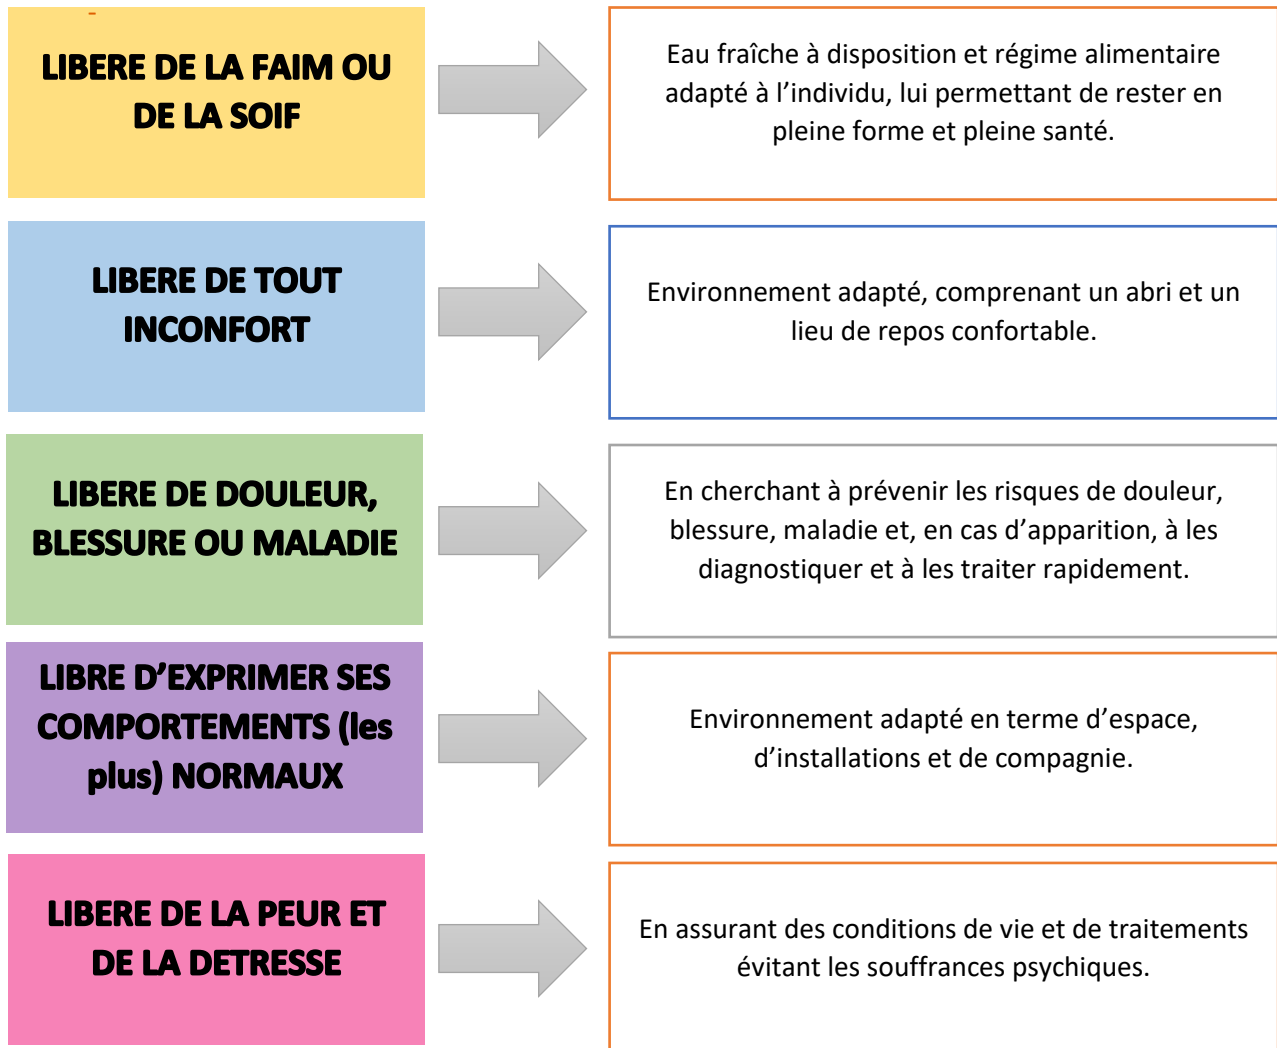 LIBERE DE LA FAIM OU
DE LA SOIF
Eau fraîche à disposition et régime alimentaire
adapté à l’individu, lui permettant de rester en
pleine forme et pleine santé.
LIBERE DE TOUT
INCONFORT
Environnement adapté, comprenant un abri et un
lieu de repos confortable.
LIBERE DE DOULEUR,
BLESSURE OU MALADIE
En cherchant à prévenir les risques de douleur,
blessure, maladie et, en cas d’apparition, à les
diagnostiquer et à les traiter rapidement.
LIBRE D’EXPRIMER SES
COMPORTEMENTS (les
plus) NORMAUX
Environnement adapté en terme d’espace,
d’installations et de compagnie.
LIBERE DE LA PEUR ET
DE LA DETRESSE
En assurant des conditions de vie et de traitements
évitant les souffrances psychiques.